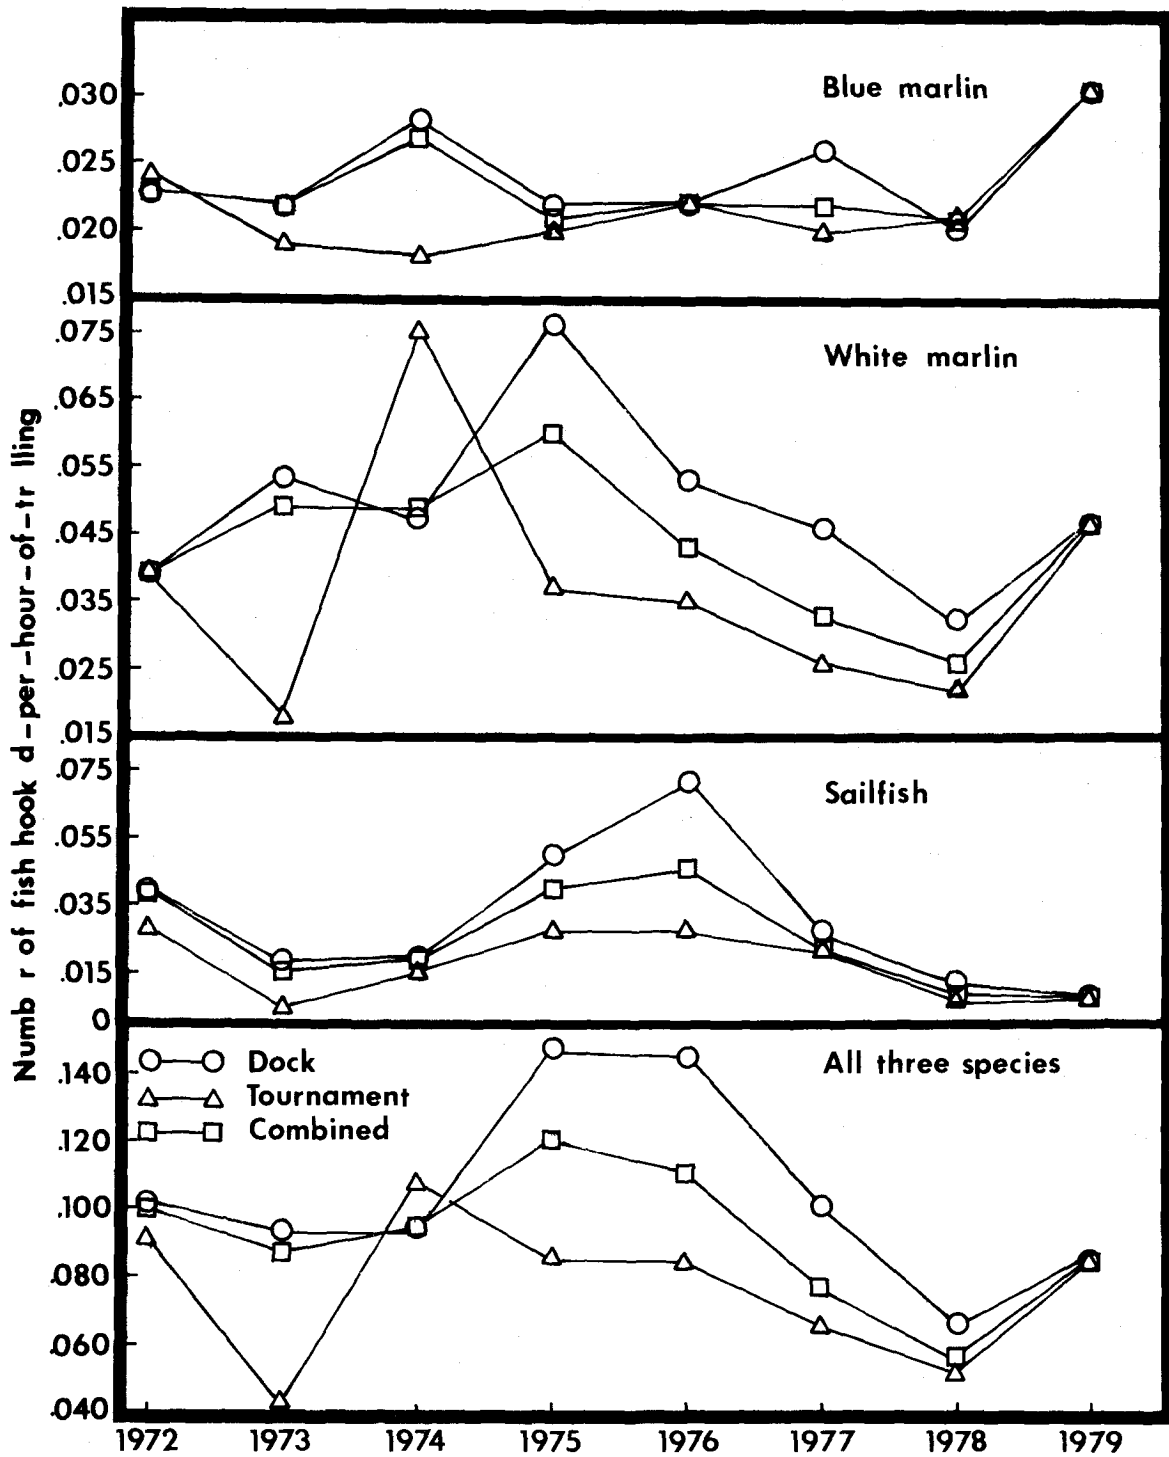 Numb r of fish hook d-per-hour-of-tr lling
Blue marlin
.030
.025
.020
.015
White marlin
.075
.065
.055
.045
.035
.025
.015
Sailfish
.075
.055
.035
.015
0
All three species
Dock
Tournament
Combined
.140
.120
.100
.080
.060
.040
1972 1973 1974 1975 1976 1977 1978 1979